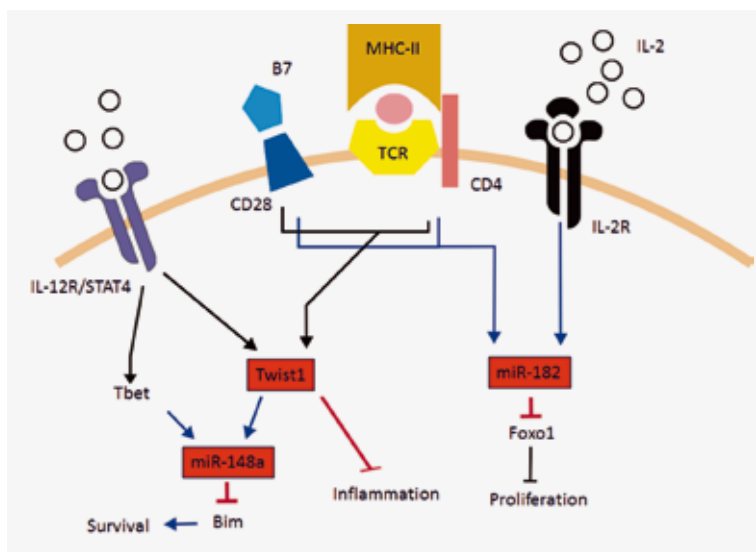 MHC-II
IL-2
B7
TCR
CD28
CD4
IL-2R
IL-12R/STAT4
Twist1
miR-182
Tbet
Foxo1
miR-148a
Inflammation
Proliferation
Survival
Bim